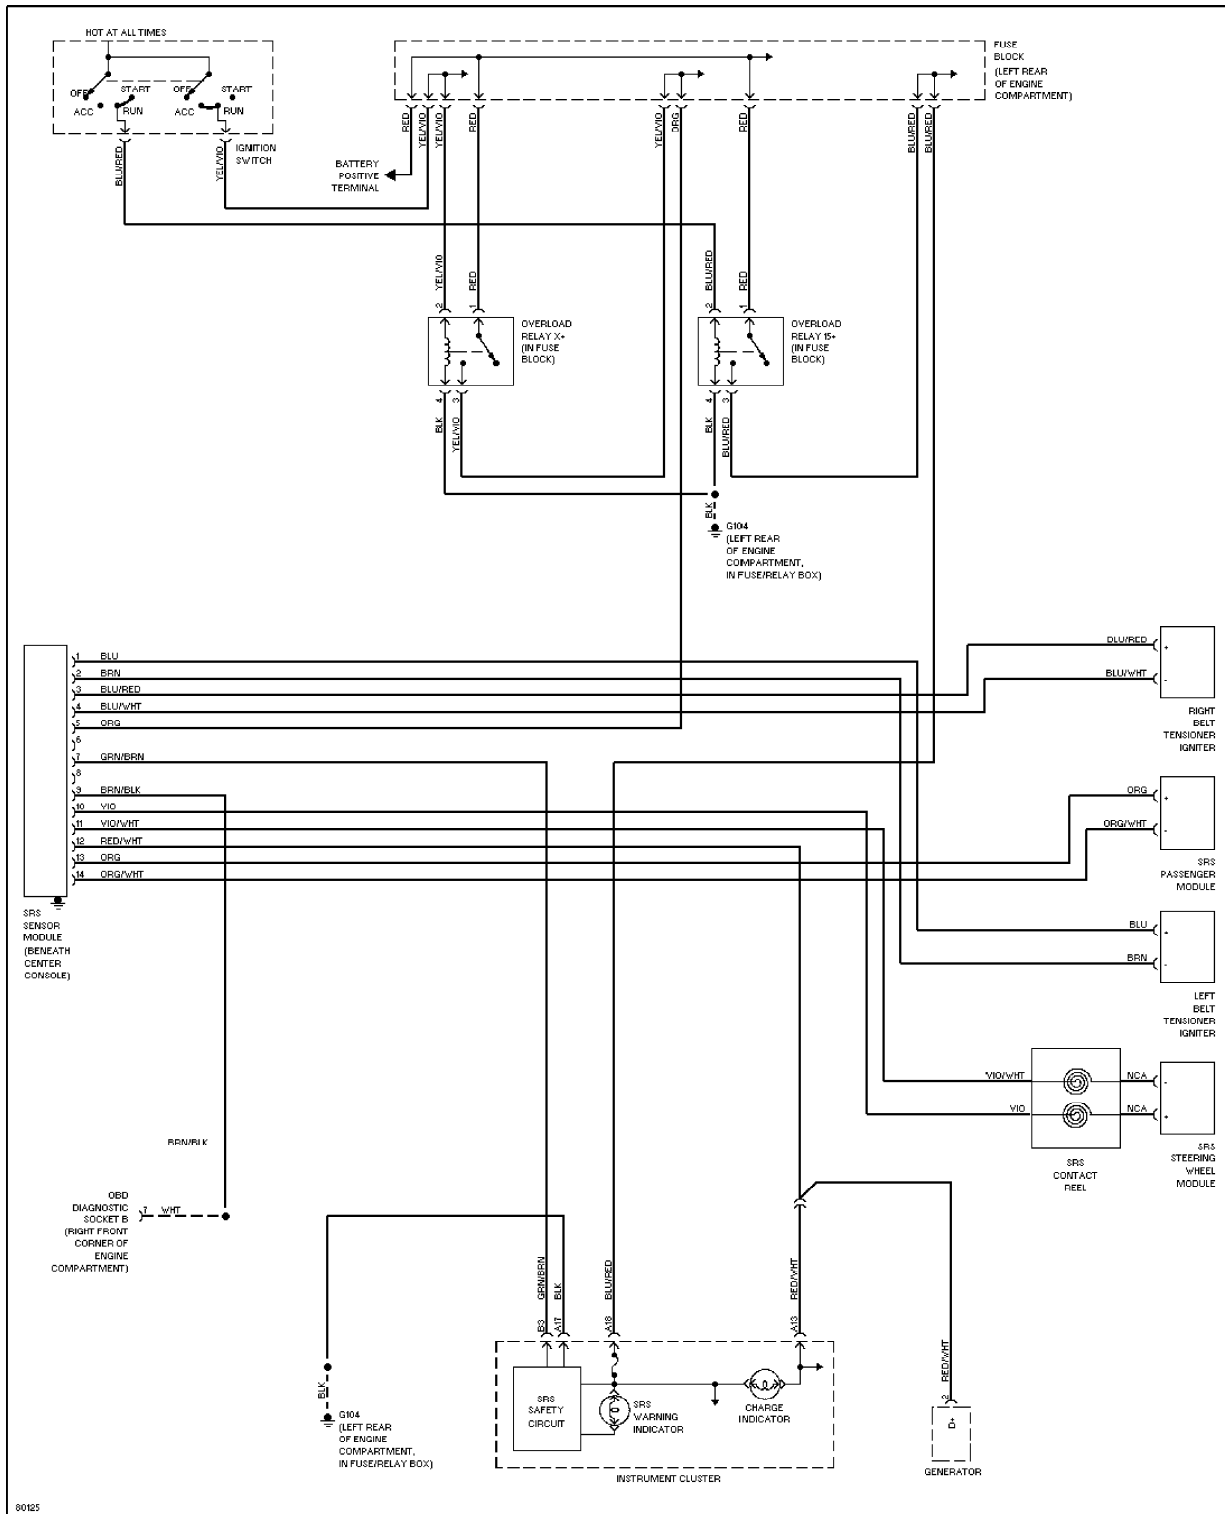 HOT AT ALL TIMES
OFF
START
ACC
RUN
OFF
START
ACC
RUN
IGNITION
SWITCH
BLU/RED
YEL/VIO
FUSE
BLOCK
(LEFT REAR
OF ENGINE
COMPARTMENT)
RED
YEL/VIO
YEL/VIO
RED
YEL/VIO
ORG
RED
BLU/RED
BLU/RED
BATTERY
POSITIVE
TERMINAL
YEL/VIO
RED
BLU/RED
RED
2
1
2
1
OVERLOAD
RELAY X+
(IN FUSE
BLOCK)
OVERLOAD
RELAY 15+
(IN FUSE
BLOCK)
4
3
4
3
BLK
YEL/VIO
BLK
BLU/RED
BLK
G104
(LEFT REAR
OF ENGINE
COMPARTMENT,
IN FUSE/RELAY BOX)
1 BLU
2 BRN
3 BLU/RED
4 BLU/WHT
5 ORG
6
7 GRN/BRN
8
9 BRN/BLK
10 VIO
11 VIO/WHT
12 RED/WHT
13 ORG
14 ORG/WHT
SRS
SENSOR
MODULE
(BENEATH
CENTER
CONSOLE)
BLU/RED
+
BLU/WHT
-
RIGHT
BELT
TENSIONER
IGNITER
ORG
+
ORG/WHT
-
SRS
PASSENGER
MODULE
BLU
+
BRN
-
LEFT
BELT
TENSIONER
IGNITER
VIO/WHT
NCA
-
VIO
NCA
+
SRS
CONTACT
REEL
SRS
STEERING
WHEEL
MODULE
BRN/BLK
OBD
DIAGNOSTIC
SOCKET B
(RIGHT FRONT
CORNER OF
ENGINE
COMPARTMENT)
7 WHT
GRN/BRN
BLK
BLU/RED
RED/WHT
B3
A17
A18
A13
BLK
G104
(LEFT REAR
OF ENGINE
COMPARTMENT,
IN FUSE/RELAY BOX)
SRS
SAFETY
CIRCUIT
SRS
WARNING
INDICATOR
CHARGE
INDICATOR
INSTRUMENT CLUSTER
RED/WHT
2
D+
GENERATOR
80125